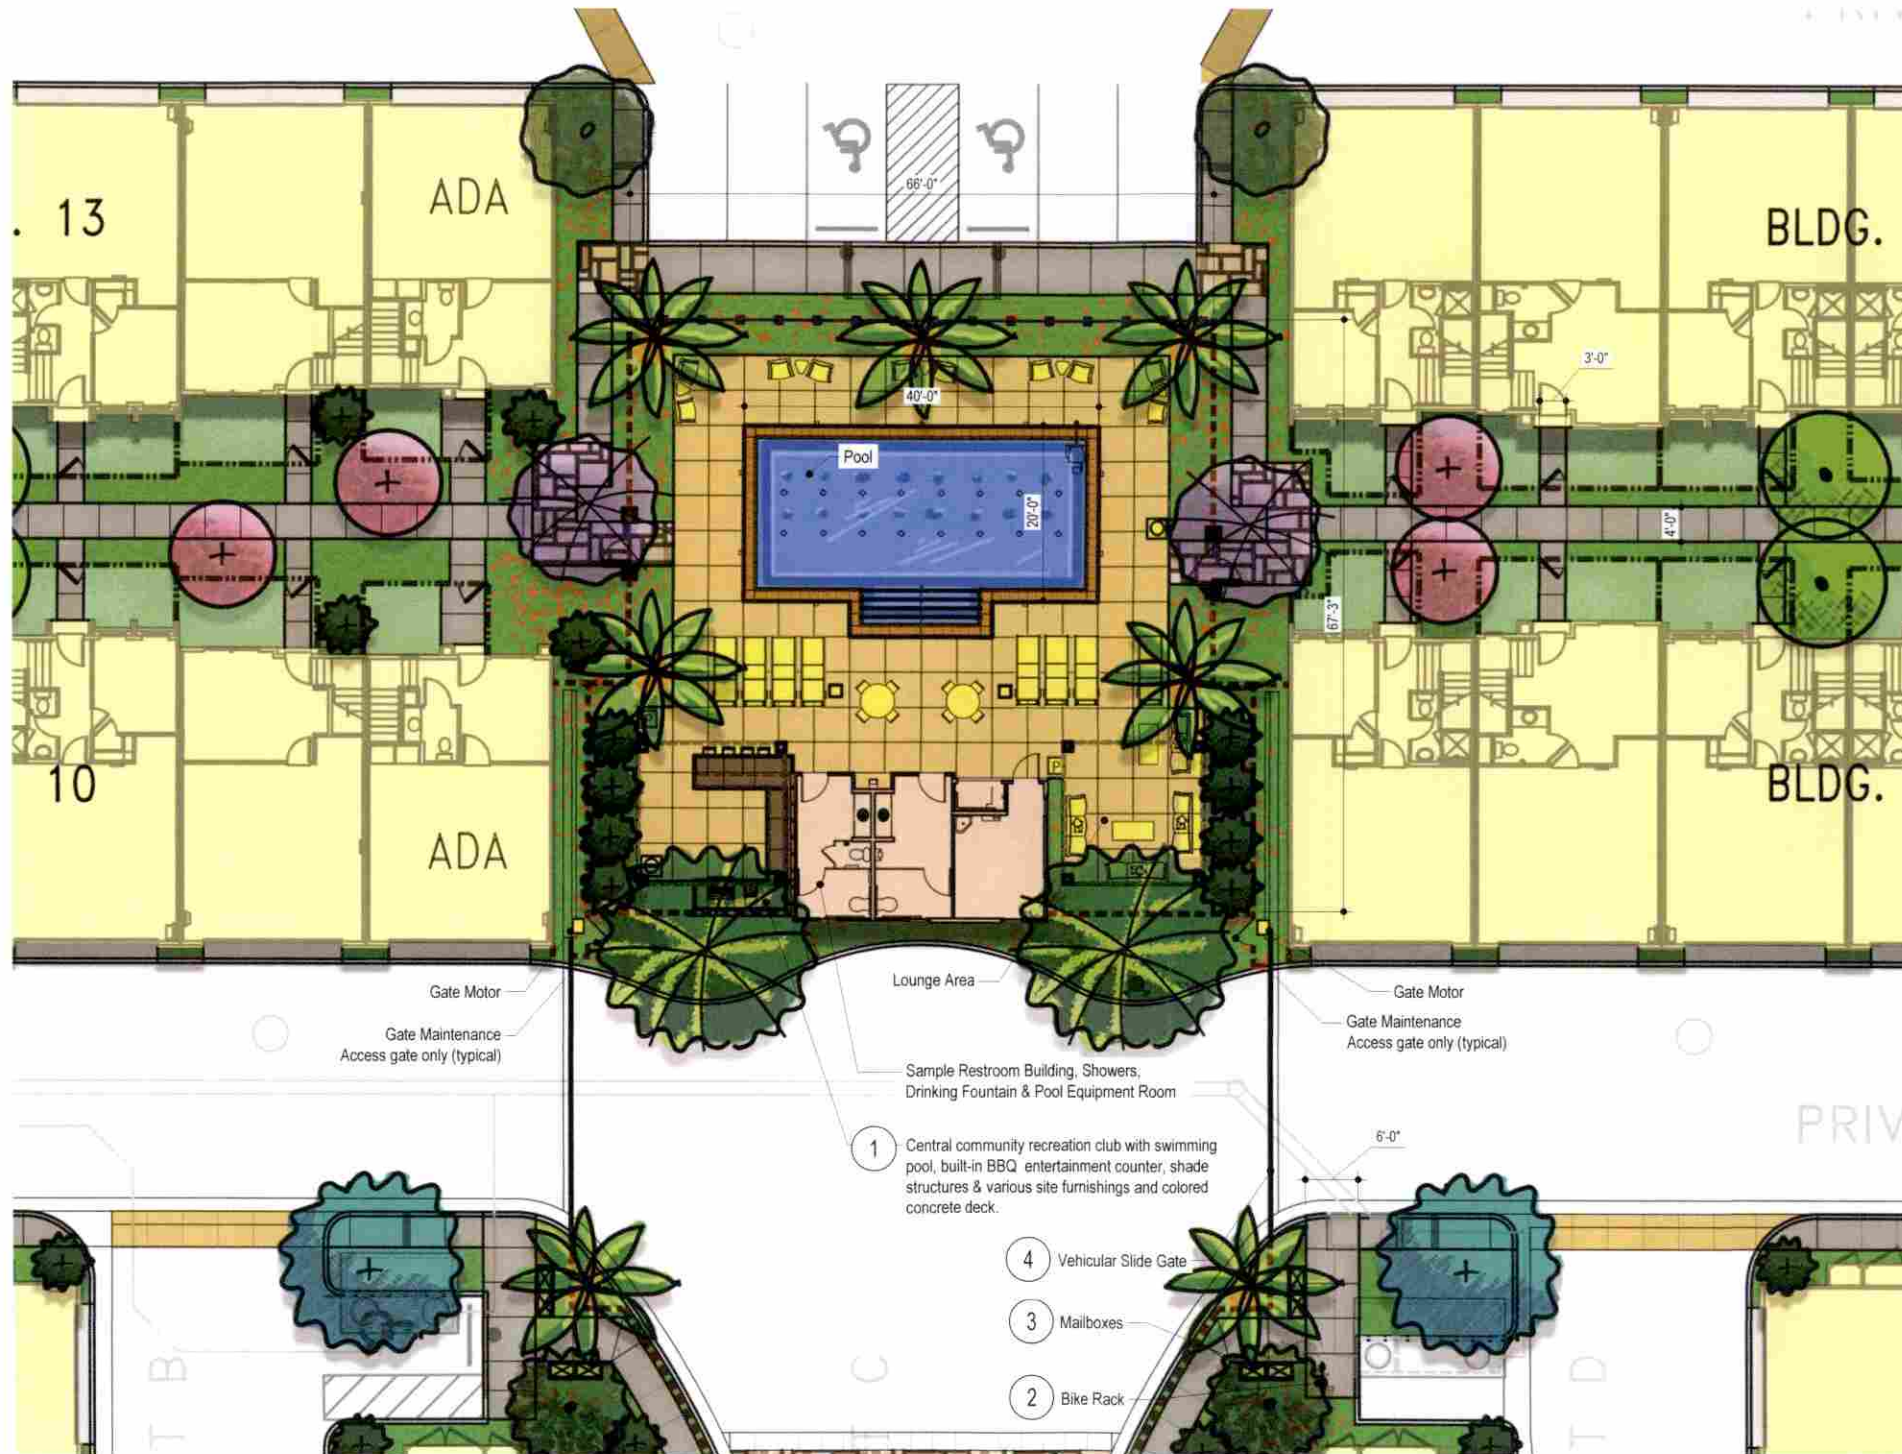 66'-0"
. 13
ADA
BLDG.
3'-0"
40'-0"
Pool
20'-0"
4'-0"
67'-3"
P
P
10
ADA
BLDG.
Gate Motor
Lounge Area
Gate Motor
Gate Maintenance
Access gate only (typical)
Gate Maintenance
Access gate only (typical)
Sample Restroom Building, Showers,
Drinking Fountain & Pool Equipment Room
PRIV
6'-0"
1
Central community recreation club with swimming
pool, built-in BBQ entertainment counter, shade
structures & various site furnishings and colored
concrete deck.
4 Vehicular Slide Gate
3 Mailboxes
2 Bike Rack
T B
T C
T D